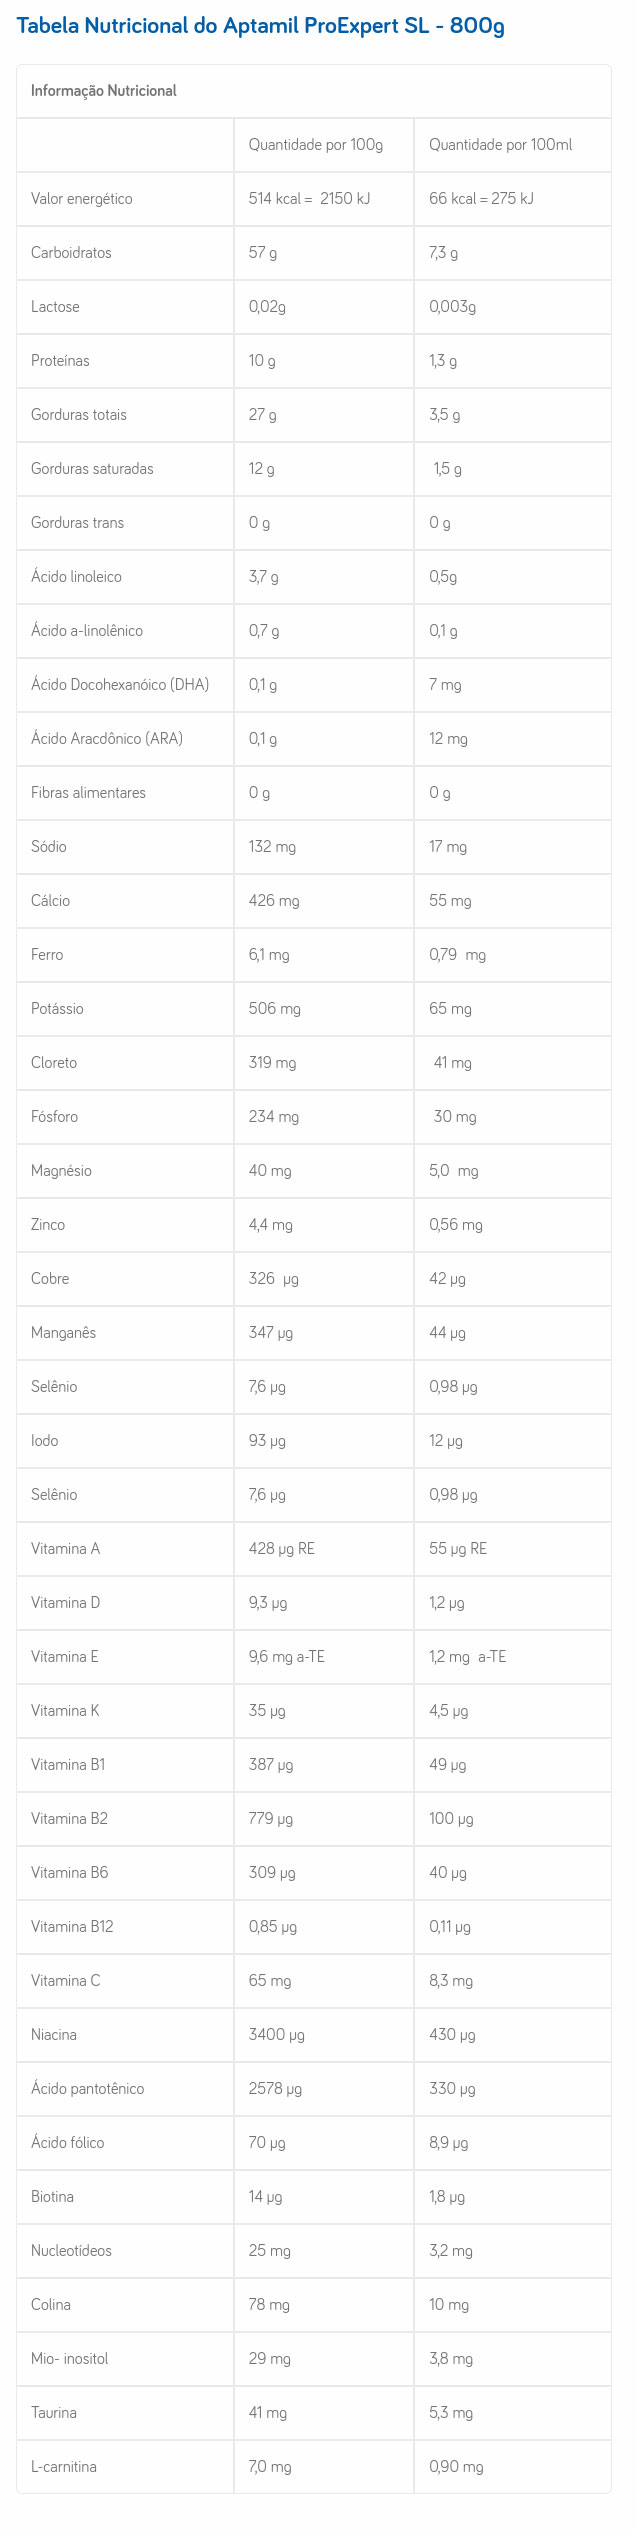 Tabela Nutricional do Aptamil ProExpert SL - 800g
Informação Nutricional
Quantidade por 100g Quantidade por 100ml
Valor energético 514 kcal = 2150 kJ 66 kcal = 275 kJ
Carboidratos 57 g 7,3 g
Lactose 0,02g 0,003g
Proteínas 10 g 1,3 g
Gorduras totais 27 g 3,5 g
Gorduras saturadas 12 g 1,5 g
Gorduras trans 0 g 0 g
Ácido linoleico 3,7 g 0,5g
Ácido a-linolênico 0,7 g 0,1 g
Ácido Docohexanóico (DHA) 0,1 g 7 mg
Ácido Aracdônico (ARA) 0,1 g 12 mg
Fibras alimentares 0 g 0 g
Sódio 132 mg 17 mg
Cálcio 426 mg 55 mg
Ferro 6,1 mg 0,79 mg
Potássio 506 mg 65 mg
Cloreto 319 mg 41 mg
Fósforo 234 mg 30 mg
Magnésio 40 mg 5,0 mg
Zinco 4,4 mg 0,56 mg
Cobre 326 µg 42 µg
Manganês 347 µg 44 µg
Selênio 7,6 µg 0,98 µg
Iodo 93 µg 12 µg
Selênio 7,6 µg 0,98 µg
Vitamina A 428 µg RE 55 µg RE
Vitamina D 9,3 µg 1,2 µg
Vitamina E 9,6 mg a-TE 1,2 mg a-TE
Vitamina K 35 µg 4,5 µg
Vitamina B1 387 µg 49 µg
Vitamina B2 779 µg 100 µg
Vitamina B6 309 µg 40 µg
Vitamina B12 0,85 µg 0,11 µg
Vitamina C 65 mg 8,3 mg
Niacina 3400 µg 430 µg
Ácido pantotênico 2578 µg 330 µg
Ácido fólico 70 µg 8,9 µg
Biotina 14 µg 1,8 µg
Nucleotídeos 25 mg 3,2 mg
Colina 78 mg 10 mg
Mio- inositol 29 mg 3,8 mg
Taurina 41 mg 5,3 mg
L-carnitina 7,0 mg 0,90 mg